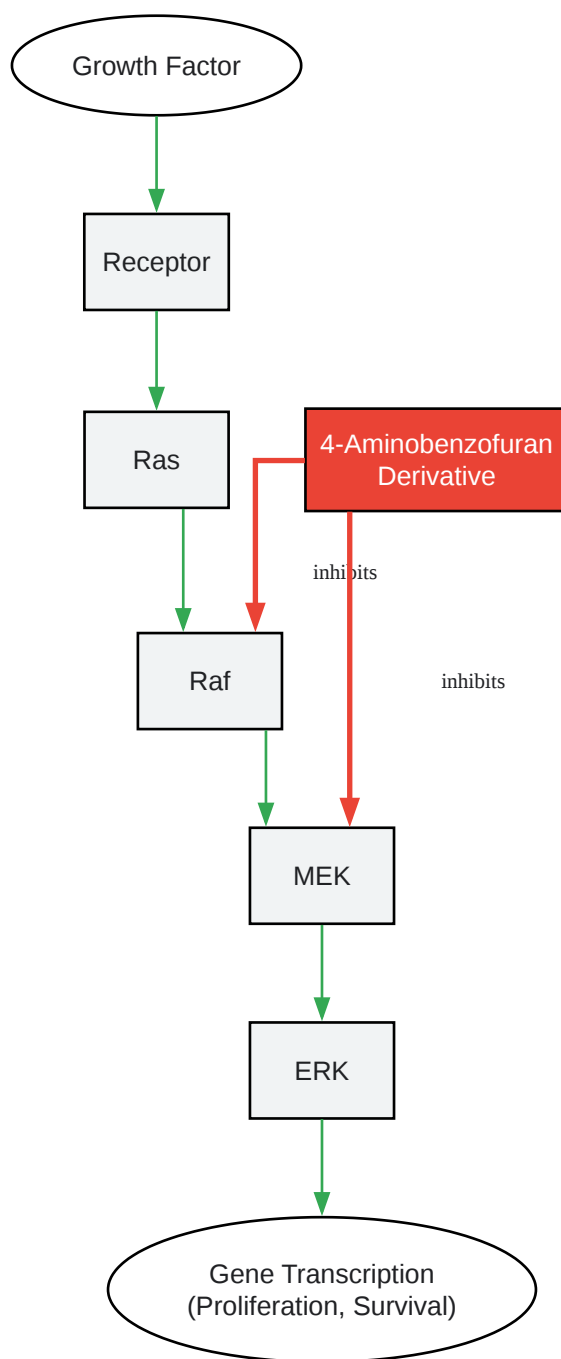 Growth Factor
Receptor
Ras
4-Aminobenzofuran
Derivative
inhibits
Raf
inhibits
MEK
ERK
Gene Transcription
(Proliferation, Survival)